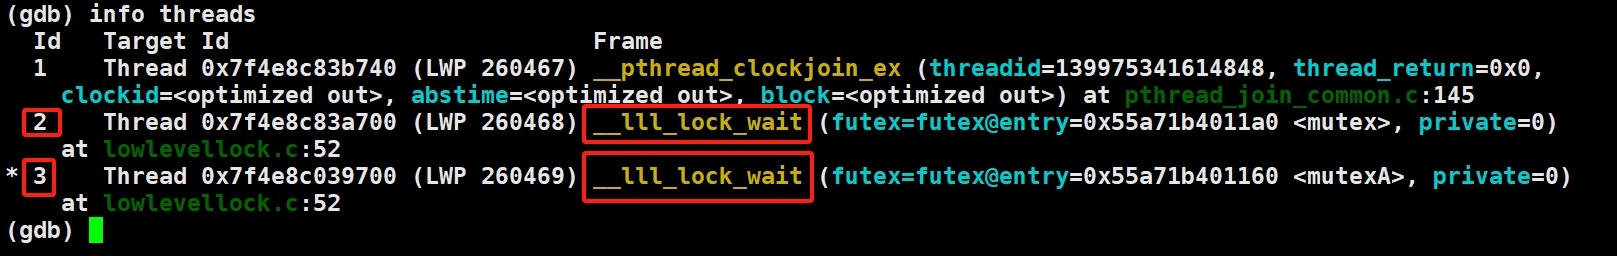 (gdb) info threads
Id Target Id Frame
1 Thread 0x7f4e8c83b740 (LWP 260467) __pthread_clockjoin_ex (threadid=139975341614848, thread_return=0x0,
clockid=<optimized out>, abstime=<optimized out>, block=<optimized out>) at pthread_join_common.c:145
2 Thread 0x7f4e8c83a700 (LWP 260468) __lll_lock_wait (futex=futex@entry=0x55a71b4011a0 <mutex>, private=0)
at lowlevellock.c:52
* 3 Thread 0x7f4e8c039700 (LWP 260469) __lll_lock_wait (futex=futex@entry=0x55a71b401160 <mutexA>, private=0)
at lowlevellock.c:52
(gdb)